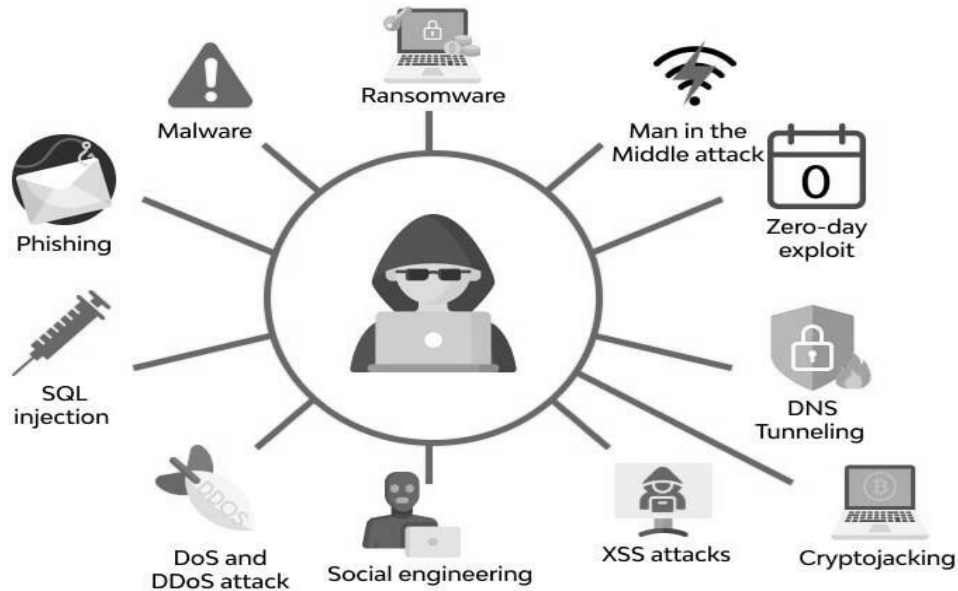 Ransomware
Malware
Man in the
Middle attack
0
Zero-day
exploit
Phishing
SQL
injection
DNS
Tunneling
DDOS
DoS and
DDoS attack
Social engineering
XSS attacks
Cryptojacking